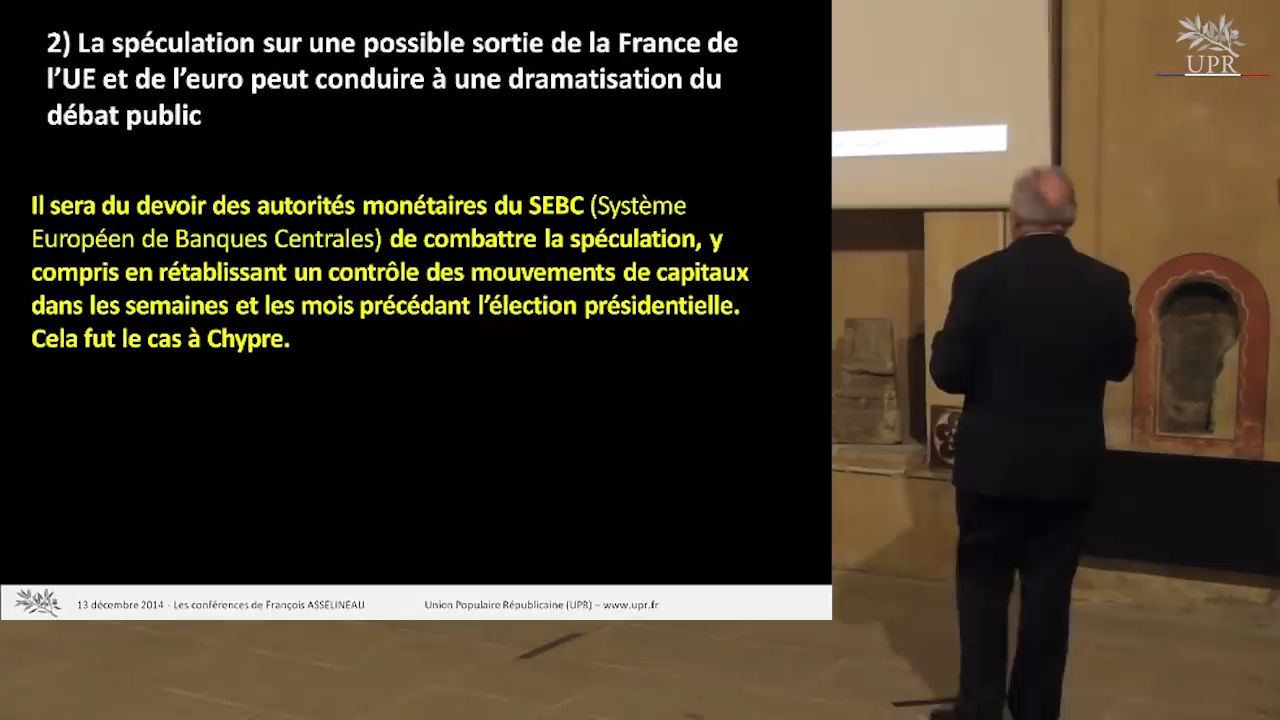 2) La spéculation sur une possible sortie de la France de
l’UE et de l’euro peut conduire à une dramatisation du
débat public
Il sera du devoir des autorités monétaires du SEBC (Système
Européen de Banques Centrales) de combattre la spéculation, y
compris en rétablissant un contrôle des mouvements de capitaux
dans les semaines et les mois précédant l’élection présidentielle.
Cela fut le cas à Chypre.
13 décembre 2014 - Les conférences de François ASSELINEAU
Union Populaire Républicaine (UPR) – www.upr.fr
UPR